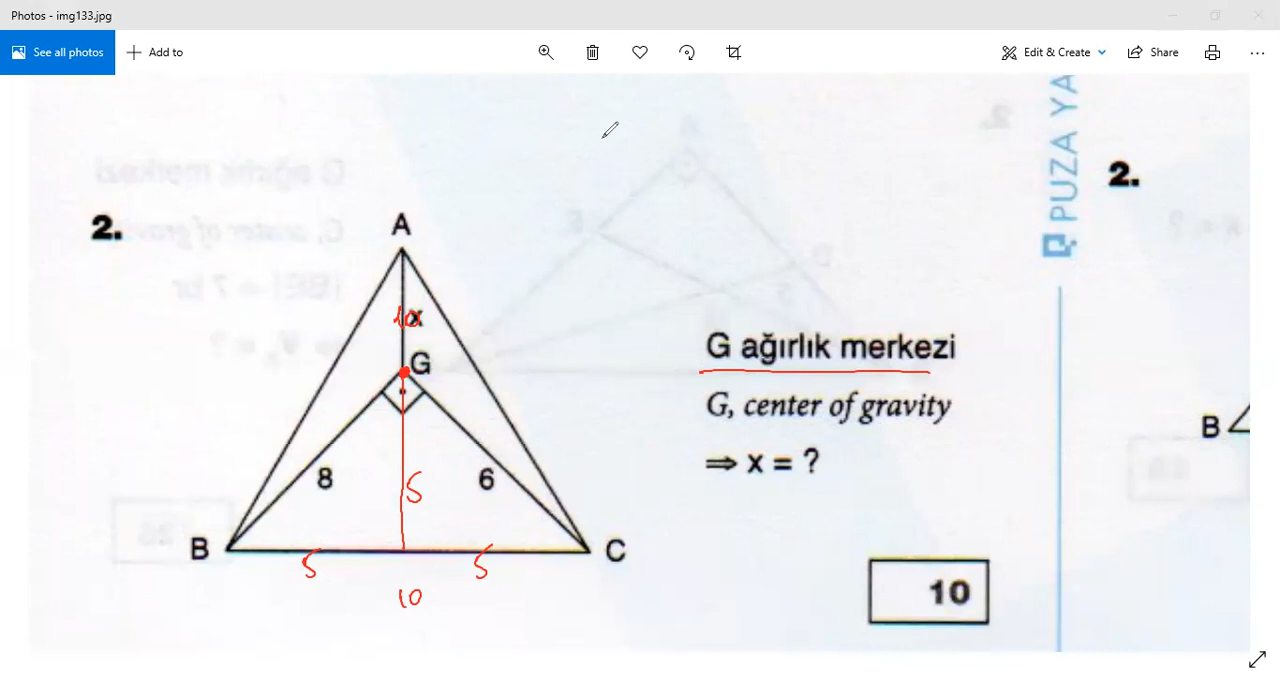 Photos - img133.jpg
See all photos
Add to
Edit & Create
Share
PUZA YA
2.
2.
A
10
x
G
G ağırlık merkezi
G, center of gravity
B
⇒ x = ?
8
6
5
B
C
5
5
10
10